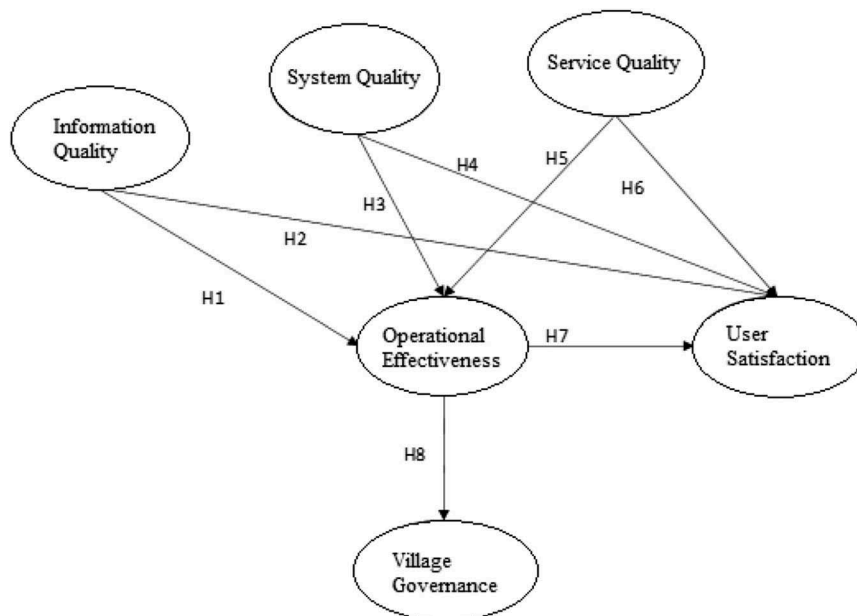 System Quality
Service Quality
Information
Quality
H1
H2
H3
H4
H5
H6
Operational
Effectiveness
H7
User
Satisfaction
H8
Village
Governance